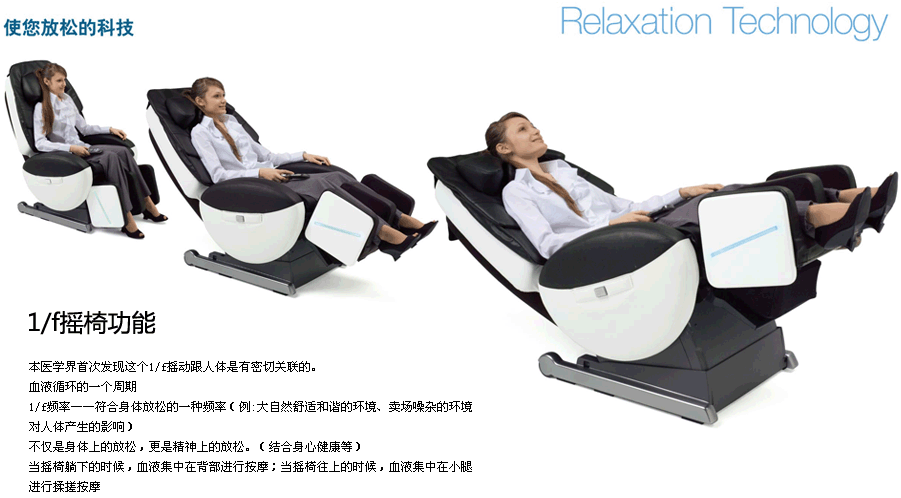 使您放松的科技
Relaxation Technology
1/f摇椅功能
本医学界首次发现这个1/f摇动跟人体是有密切关联的。
血液循环的一个周期
1/f频率——符合身体放松的一种频率（例:大自然舒适和谐的环境、卖场嗓杂的环境
对人体产生的影响）
不仅是身体上的放松，更是精神上的放松。（结合身心健康等）
当摇椅躺下的时候，血液集中在背部进行按摩；当摇椅往上的时候，血液集中在小腿
进行揉搓按摩